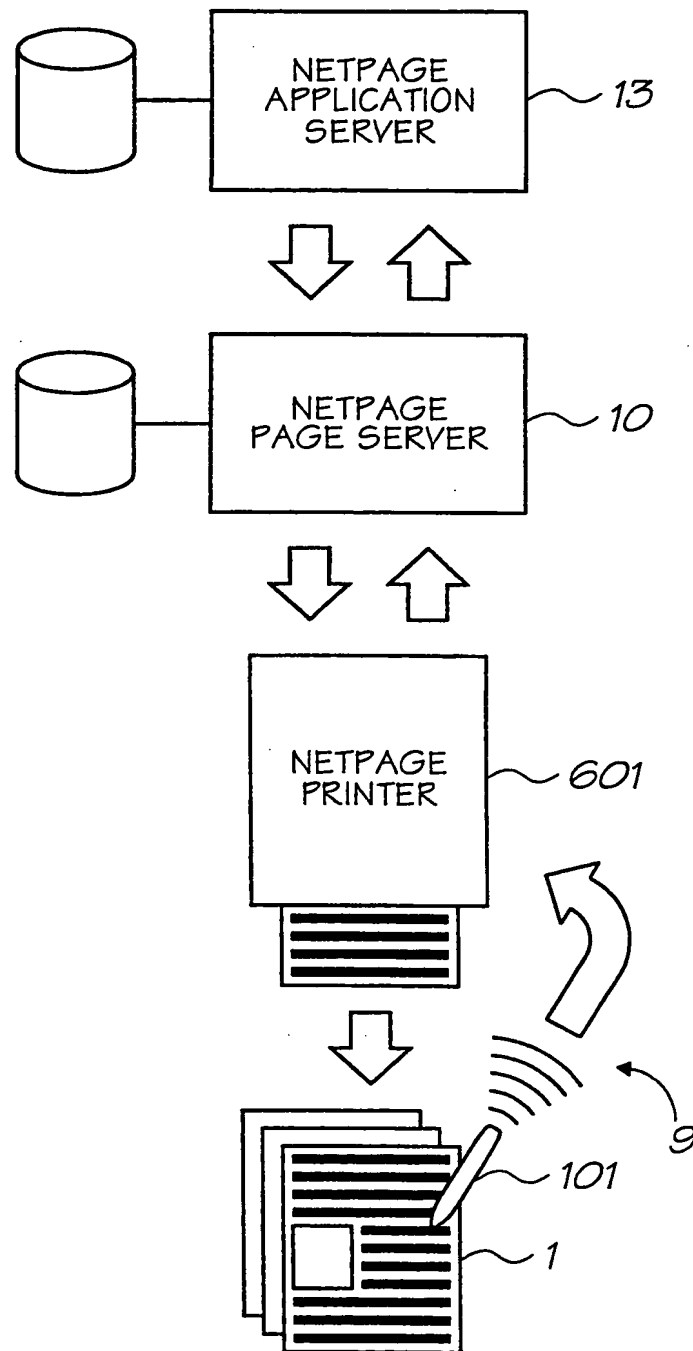 NETPAGE
APPLICATION
SERVER
13
NETPAGE
PAGE SERVER
10
NETPAGE
PRINTER
601
9
101
1